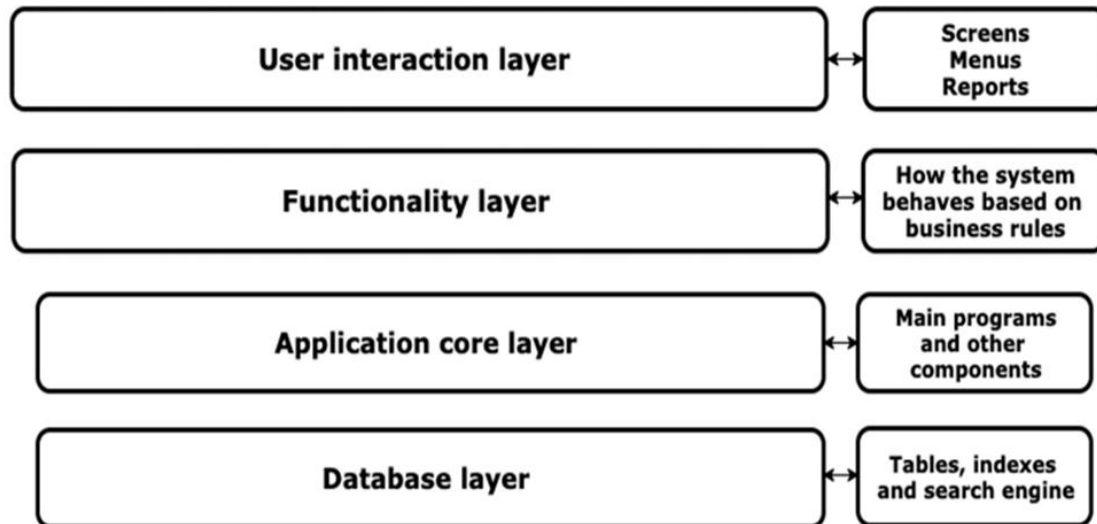 User interaction layer
Screens
Menus
Reports
Functionality layer
How the system
behaves based on
business rules
Application core layer
Main programs
and other
components
Database layer
Tables, indexes
and search engine